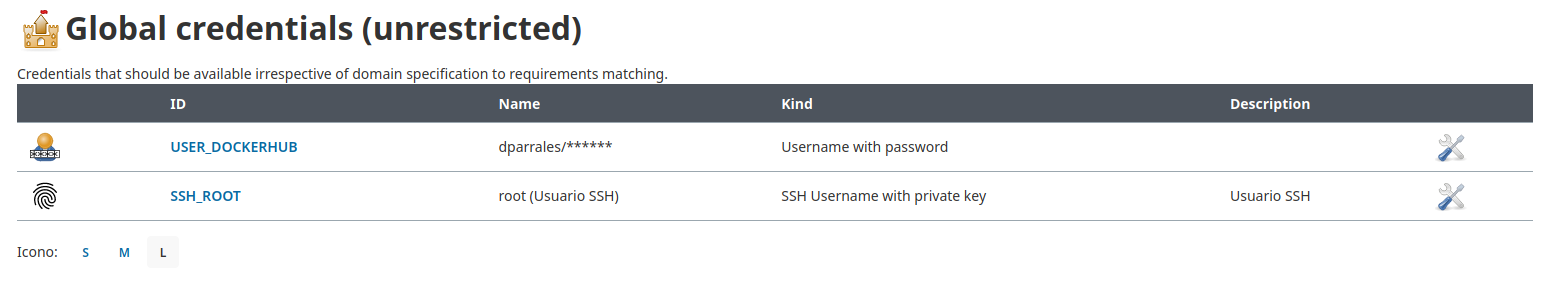 Global credentials (unrestricted)
Credentials that should be available irrespective of domain specification to requirements matching.
ID Name Kind Description
USER_DOCKERHUB dparrales/****** Username with password
SSH_ROOT root (Usuario SSH) SSH Username with private key Usuario SSH
Icono: S M L